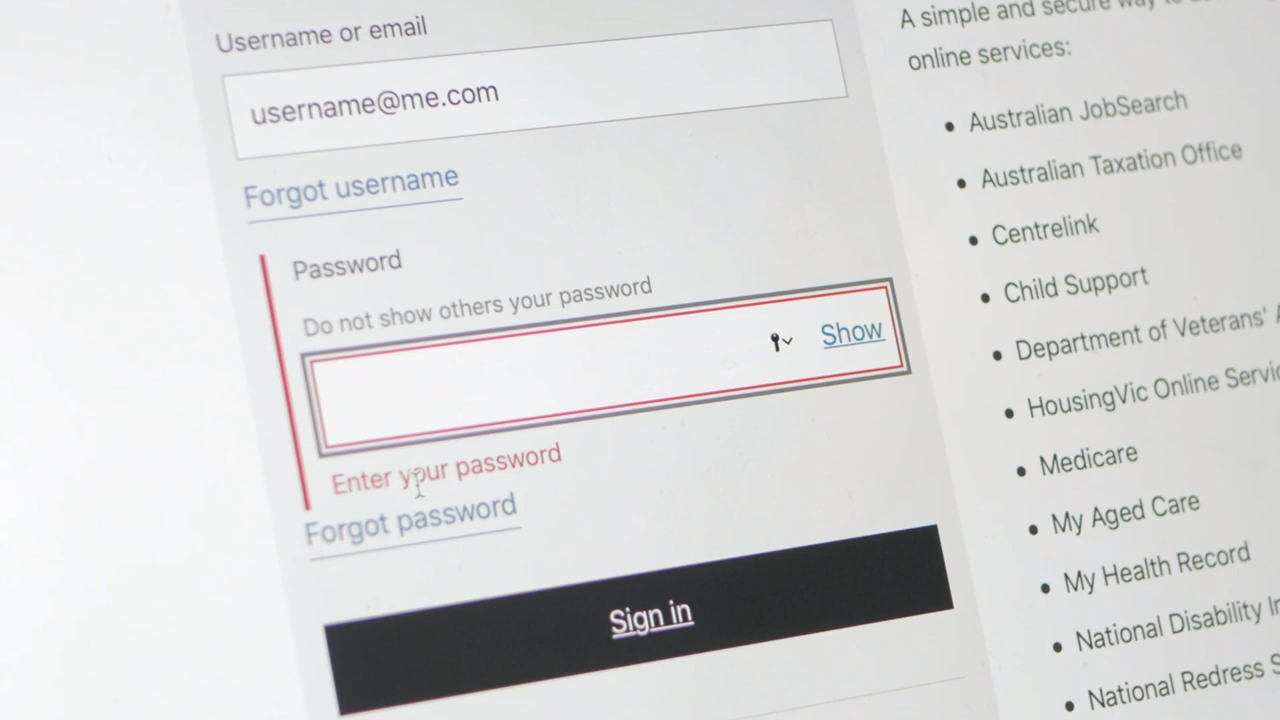 Username or email
username@me.com
Forgot username
Password
Do not show others your password
Show
Enter your password
Forgot password
Sign in
A simple and secure way to
online services:
• Australian JobSearch
• Australian Taxation Office
• Centrelink
• Child Support
• Department of Veterans'
• HousingVic Online
• Medicare
• My Aged Care
• My Health Record
• National Disability
• National Redress